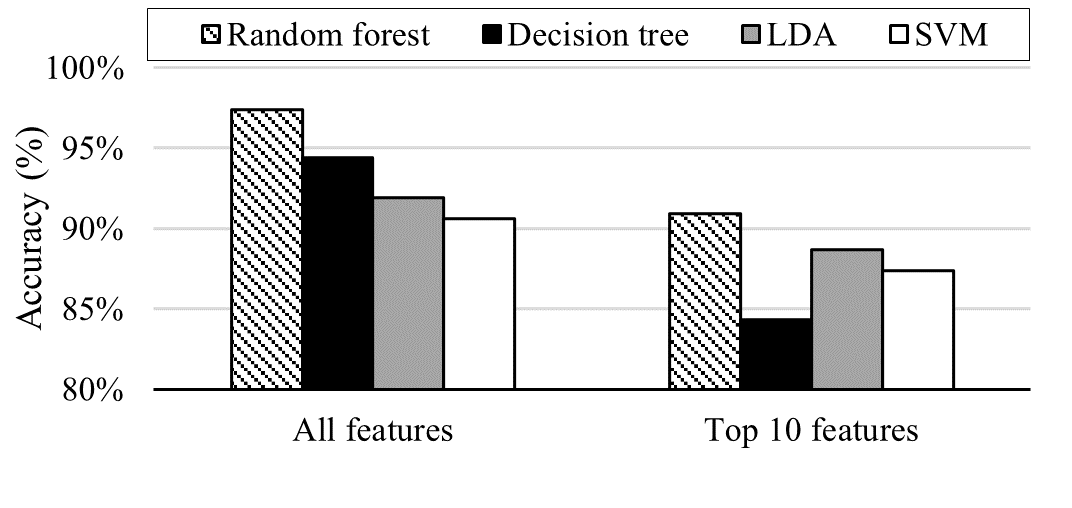 Random forest Decision tree LDA SVM
100%
95%
90%
85%
80%
Accuracy (%)
All features Top 10 features